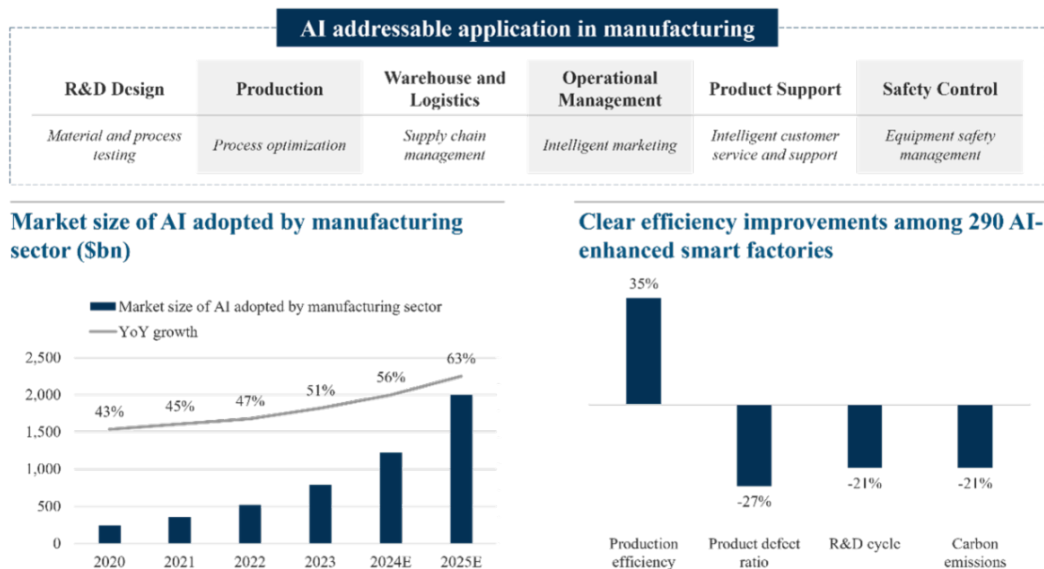 AI addressable application in manufacturing
R&D Design
Production
Warehouse and
Logistics
Operational
Management
Product Support
Safety Control
Material and process
testing
Process optimization
Supply chain
management
Intelligent marketing
Intelligent customer
service and support
Equipment safety
management
Market size of AI adopted by manufacturing
sector ($bn)
Market size of AI adopted by manufacturing sector
YoY growth
2,500
2,000
1,500
1,000
500
0
43%
45%
47%
51%
56%
63%
2020
2021
2022
2023
2024E
2025E
Clear efficiency improvements among 290 AI-
enhanced smart factories
35%
-27%
-21%
-21%
Production
efficiency
Product defect
ratio
R&D cycle
Carbon
emissions